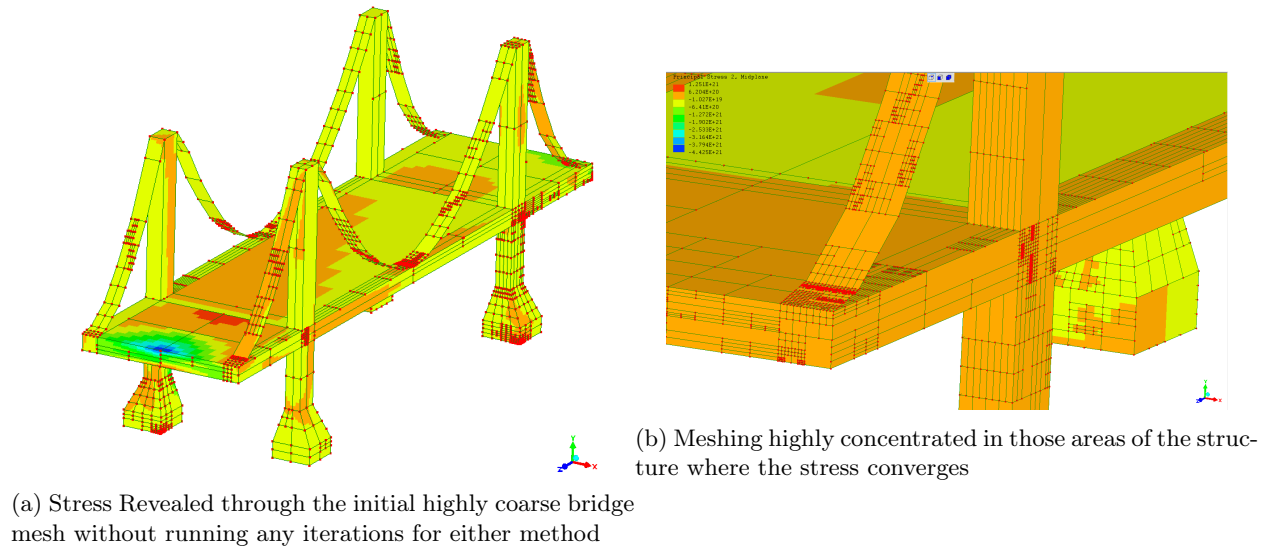 Principal Stress 2, Midplane
1.251E+21
6.204E+20
-1.027E+19
-6.41E+20
-1.272E+21
-1.902E+21
-2.533E+21
-3.164E+21
-3.794E+21
-4.425E+21
Y
X
Z
Y
X
Z
(b) Meshing highly concentrated in those areas of the struc-
ture where the stress converges
(a) Stress Revealed through the initial highly coarse bridge
mesh without running any iterations for either method